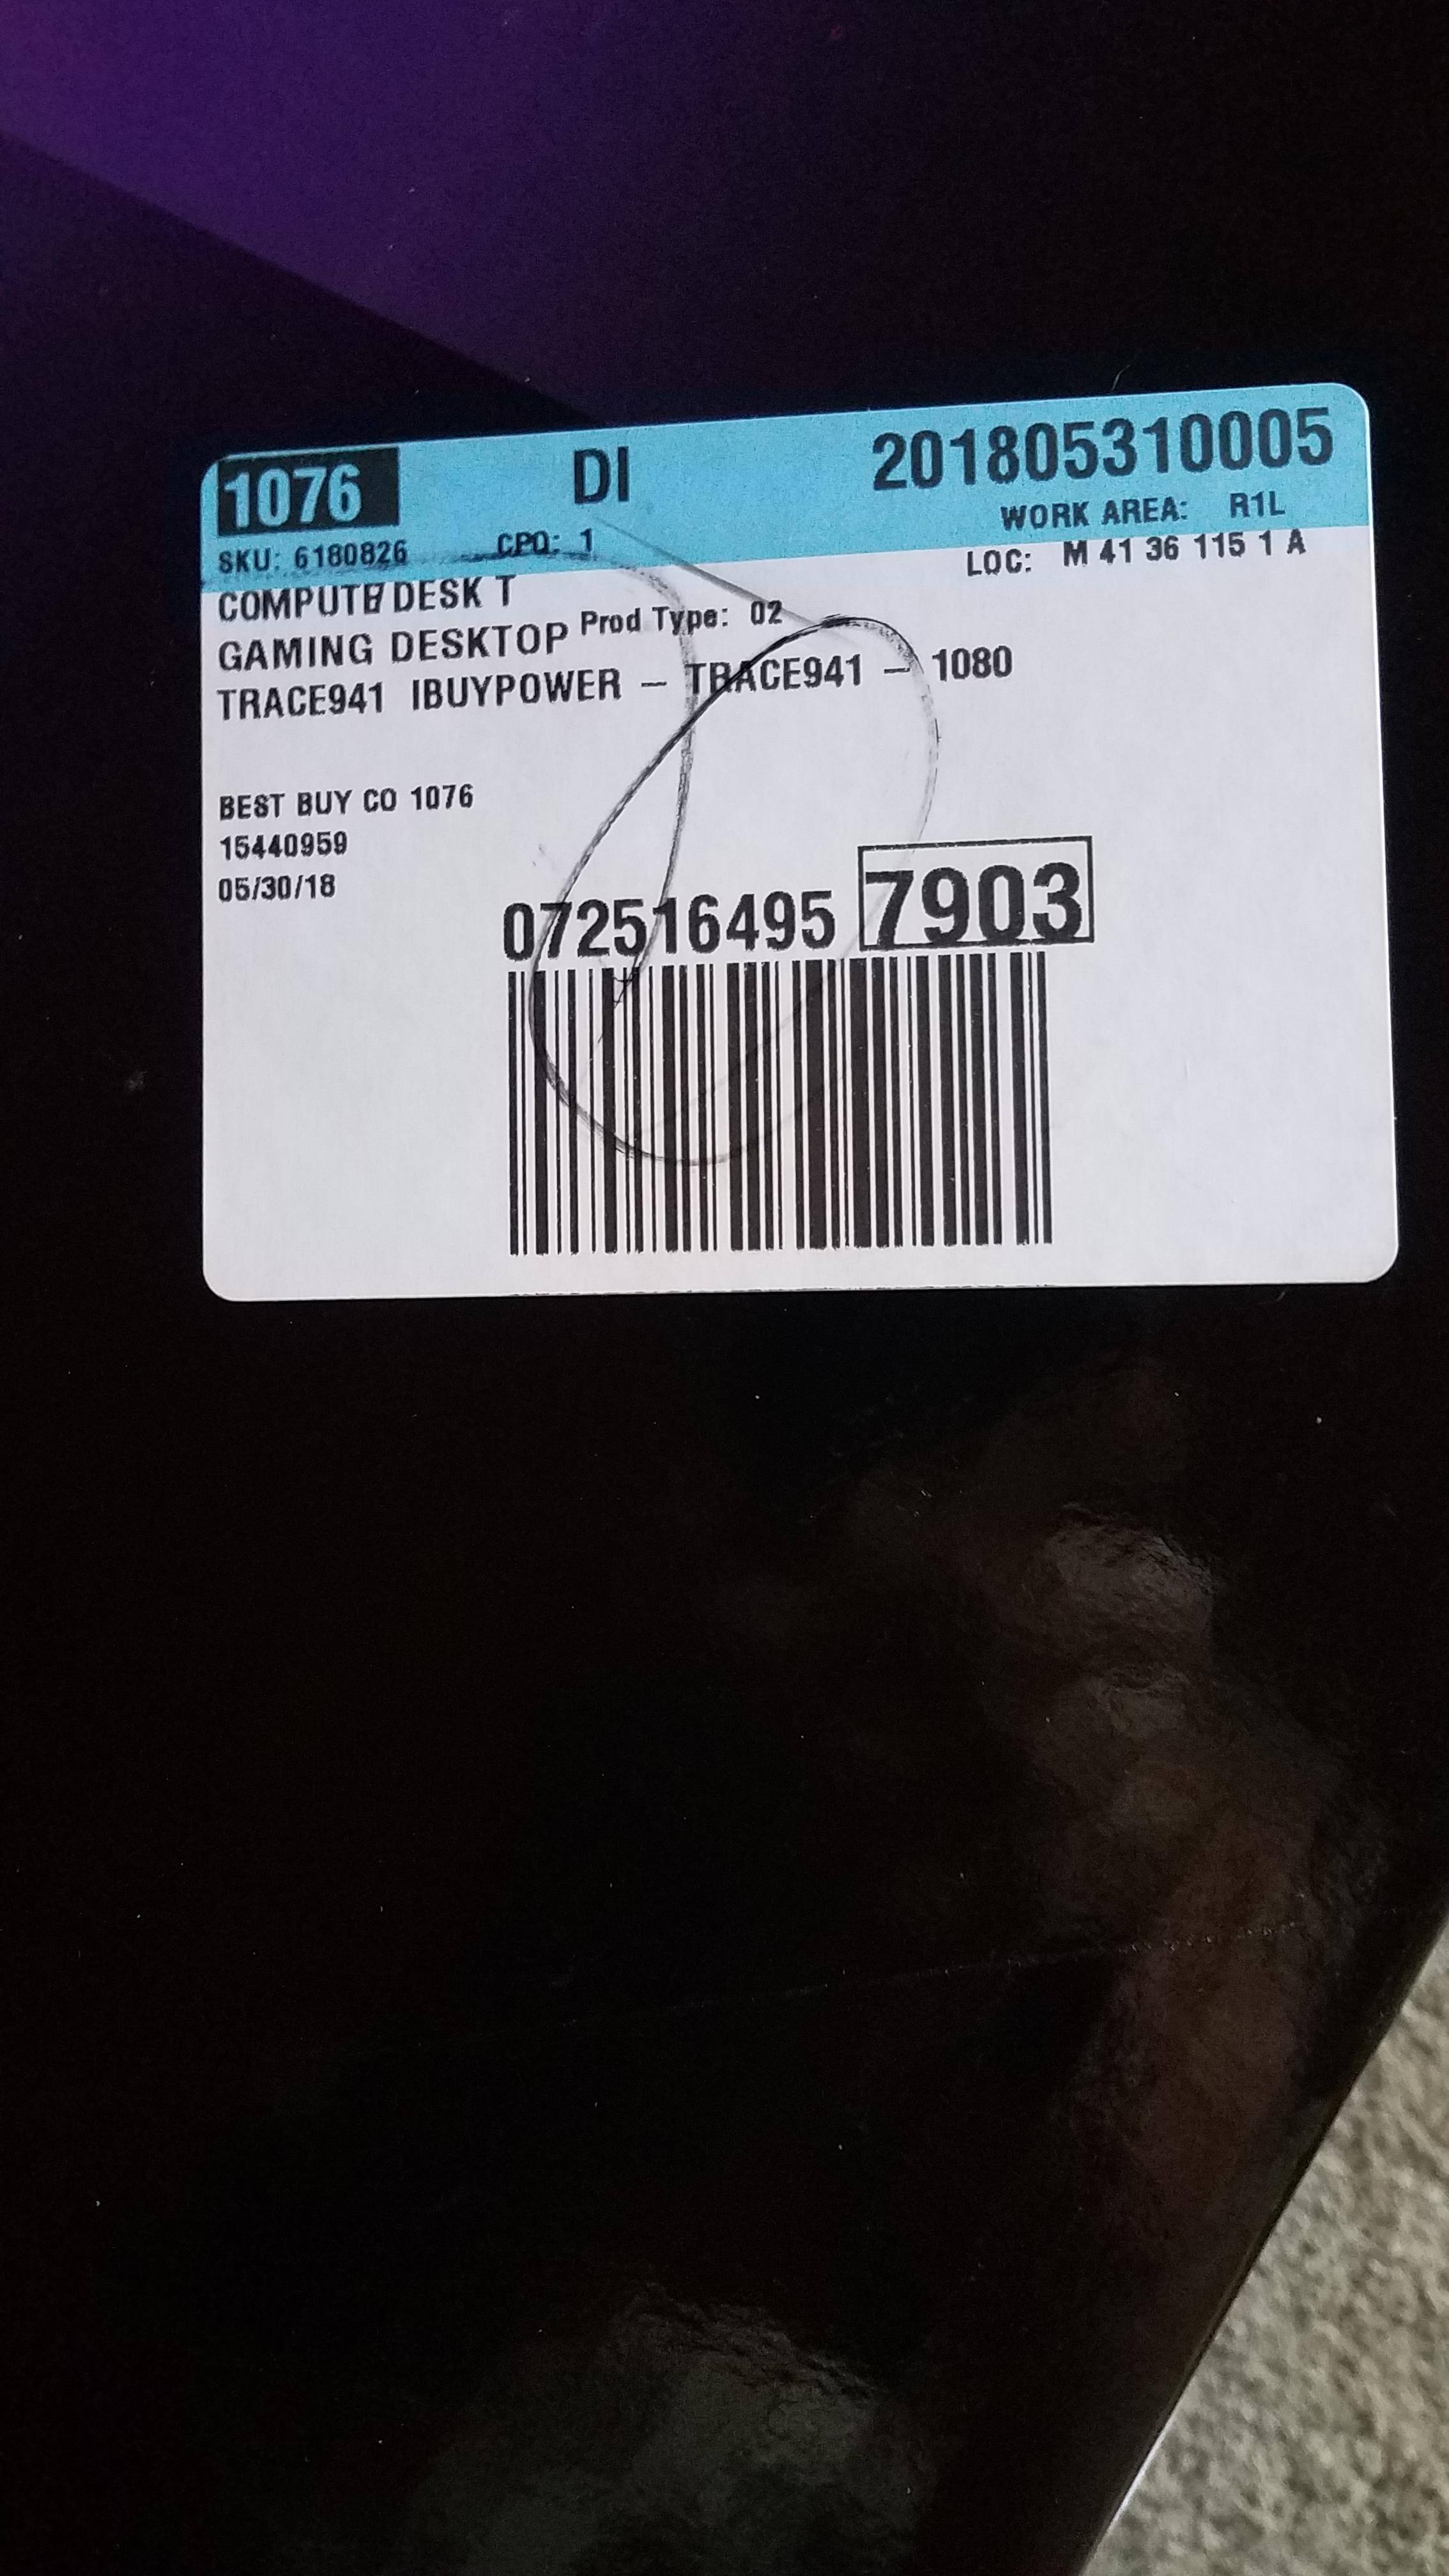 1076 DI 201805310005
WORK AREA: R1L
SKU: 6180826 CPQ: 1 LOC: M 41 36 115 1 A
COMPUTE/DESK T
GAMING DESKTOP Prod Type: 02
TRACE941 IBUYPOWER – TRACE941 – 1080
BEST BUY CO 1076
15440959
05/30/18
072516495 7903